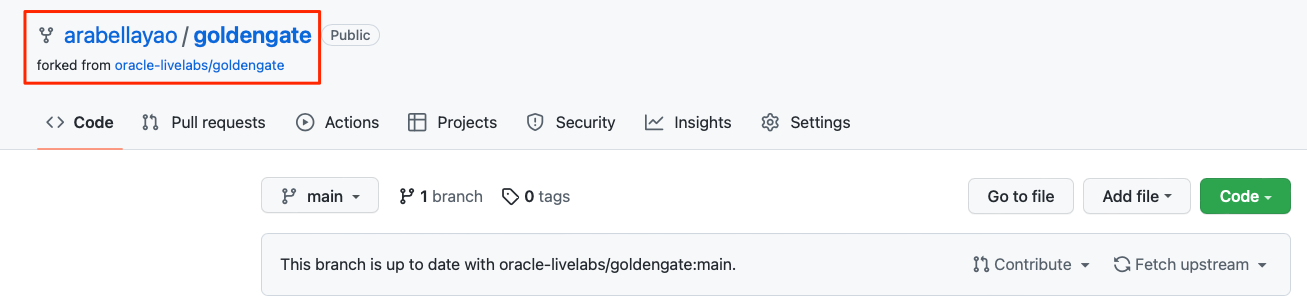 arabellayao / goldengate Public
forked from oracle-livelabs/goldengate
Code Pull requests Actions Projects Security Insights Settings
main 1 branch 0 tags Go to file Add file Code
This branch is up to date with oracle-livelabs/goldengate:main. Contribute Fetch upstream